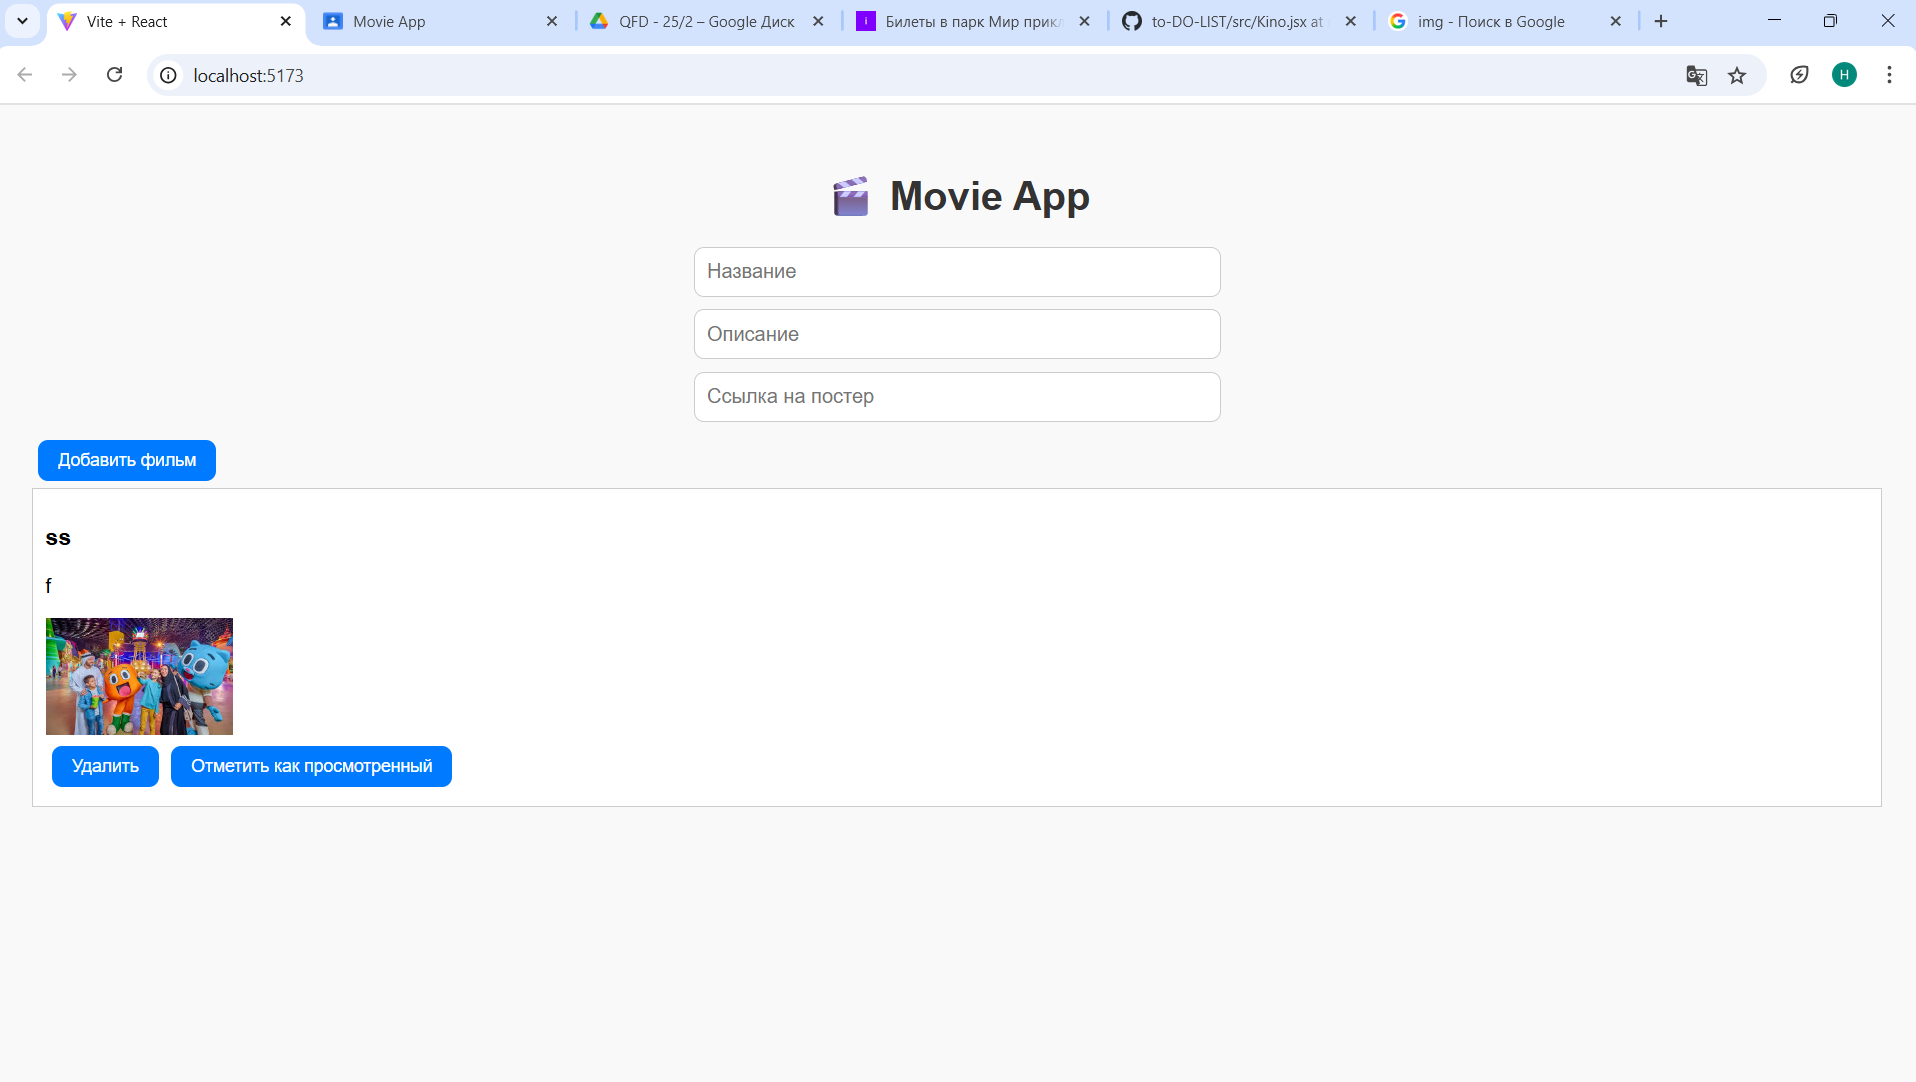 Vite + React
Movie App
QFD - 25/2 – Google Диск
Билеты в парк Мир прикл
to-DO-LIST/src/Kino.jsx at
img - Поиск в Google
localhost:5173
H
Movie App
Название
Описание
Ссылка на постер
Добавить фильм
ss
f
Удалить
Отметить как просмотренный